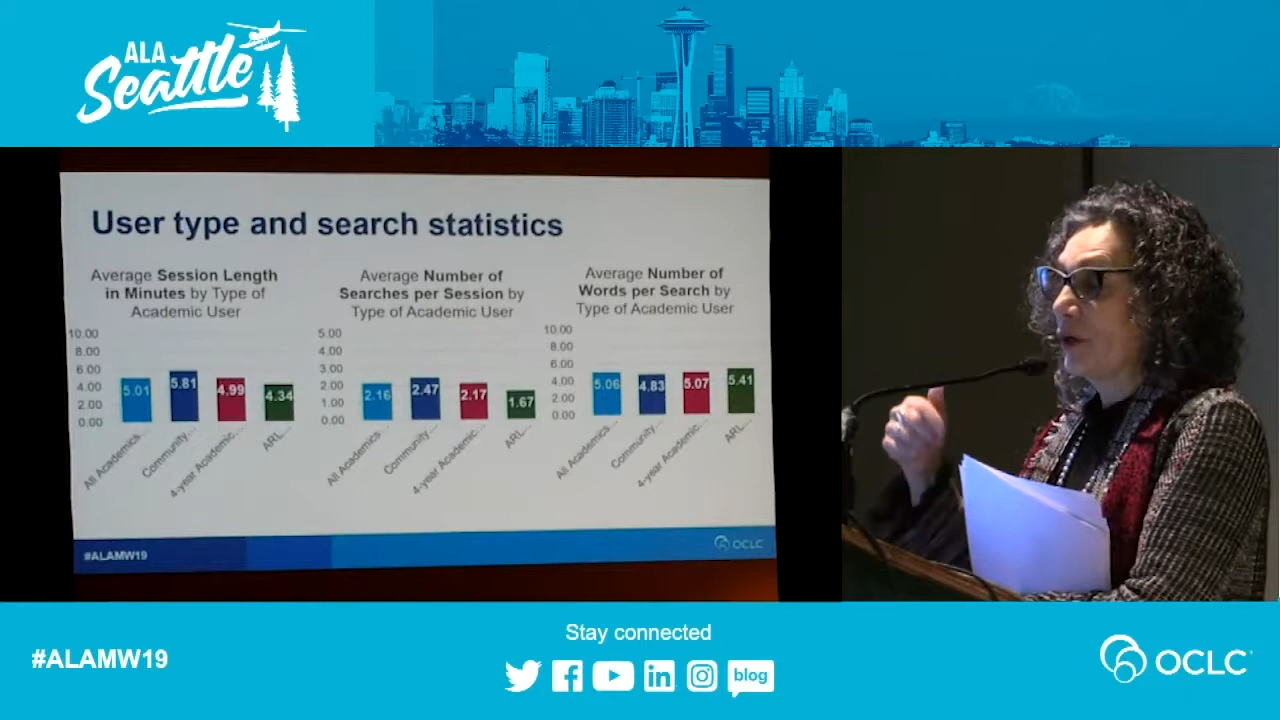 ALA
Seattle
User type and search statistics
Average Session Length
in Minutes by Type of
Academic User
10.00
8.00
6.00
4.00
2.00
0.00
5.01
5.81
4.99
4.34
All Academics...
Community...
4-year Academic...
ARL...
Average Number of
Searches per Session by
Type of Academic User
5.00
4.00
3.00
2.00
1.00
0.00
2.16
2.47
2.17
1.67
All Academics...
Community...
4-year Academic...
ARL...
Average Number of
Words per Search by
Type of Academic User
10.00
8.00
6.00
4.00
2.00
0.00
5.06
4.83
5.07
5.41
All Academics...
Community...
4-year Academic...
ARL...
#ALAMW19
OCLC
Stay connected
#ALAMW19
blog
OCLC